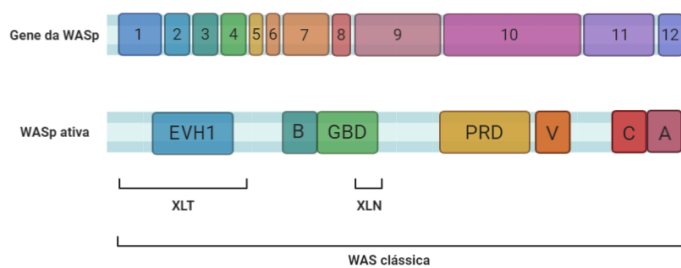 Gene da WASp 1 2 3 4 5 6 7 8 9 10 11 12
WASp ativa EVH1 B GBD PRD V C A
XLT XLN
WAS clássica